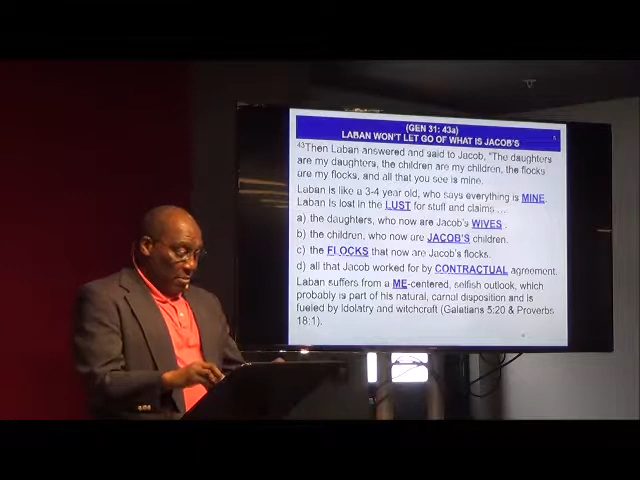 (GEN 31: 43a)
LABAN WON'T LET GO OF WHAT IS JACOB'S
43Then Laban answered and said to Jacob, "The daughters
are my daughters, the children are my children, the flocks
are my flocks, and all that you see is mine.
Laban is like a 3-4 year old, who says everything is MINE.
Laban is lost in the LUST for stuff and claims…
a) the daughters, who now are Jacob's WIVES.
b) the children, who now are JACOB'S children.
c) the FLOCKS that now are Jacob's flocks.
d) all that Jacob worked for by CONTRACTUAL agreement.
Laban suffers from a ME-centered, selfish outlook, which
probably is part of his natural, carnal disposition and is
fueled by idolatry and witchcraft (Galatians 5:20 & Proverbs
18:1).